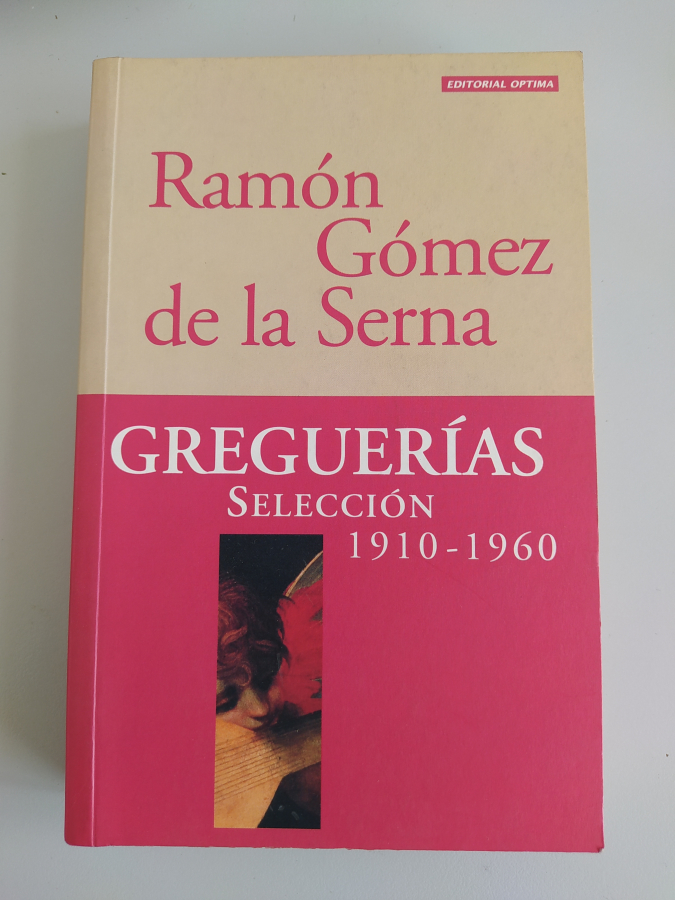 EDITORIAL OPTIMA
Ramón
Gómez
de la Serna
GREGUERÍAS
SELECCIÓN
1910-1960